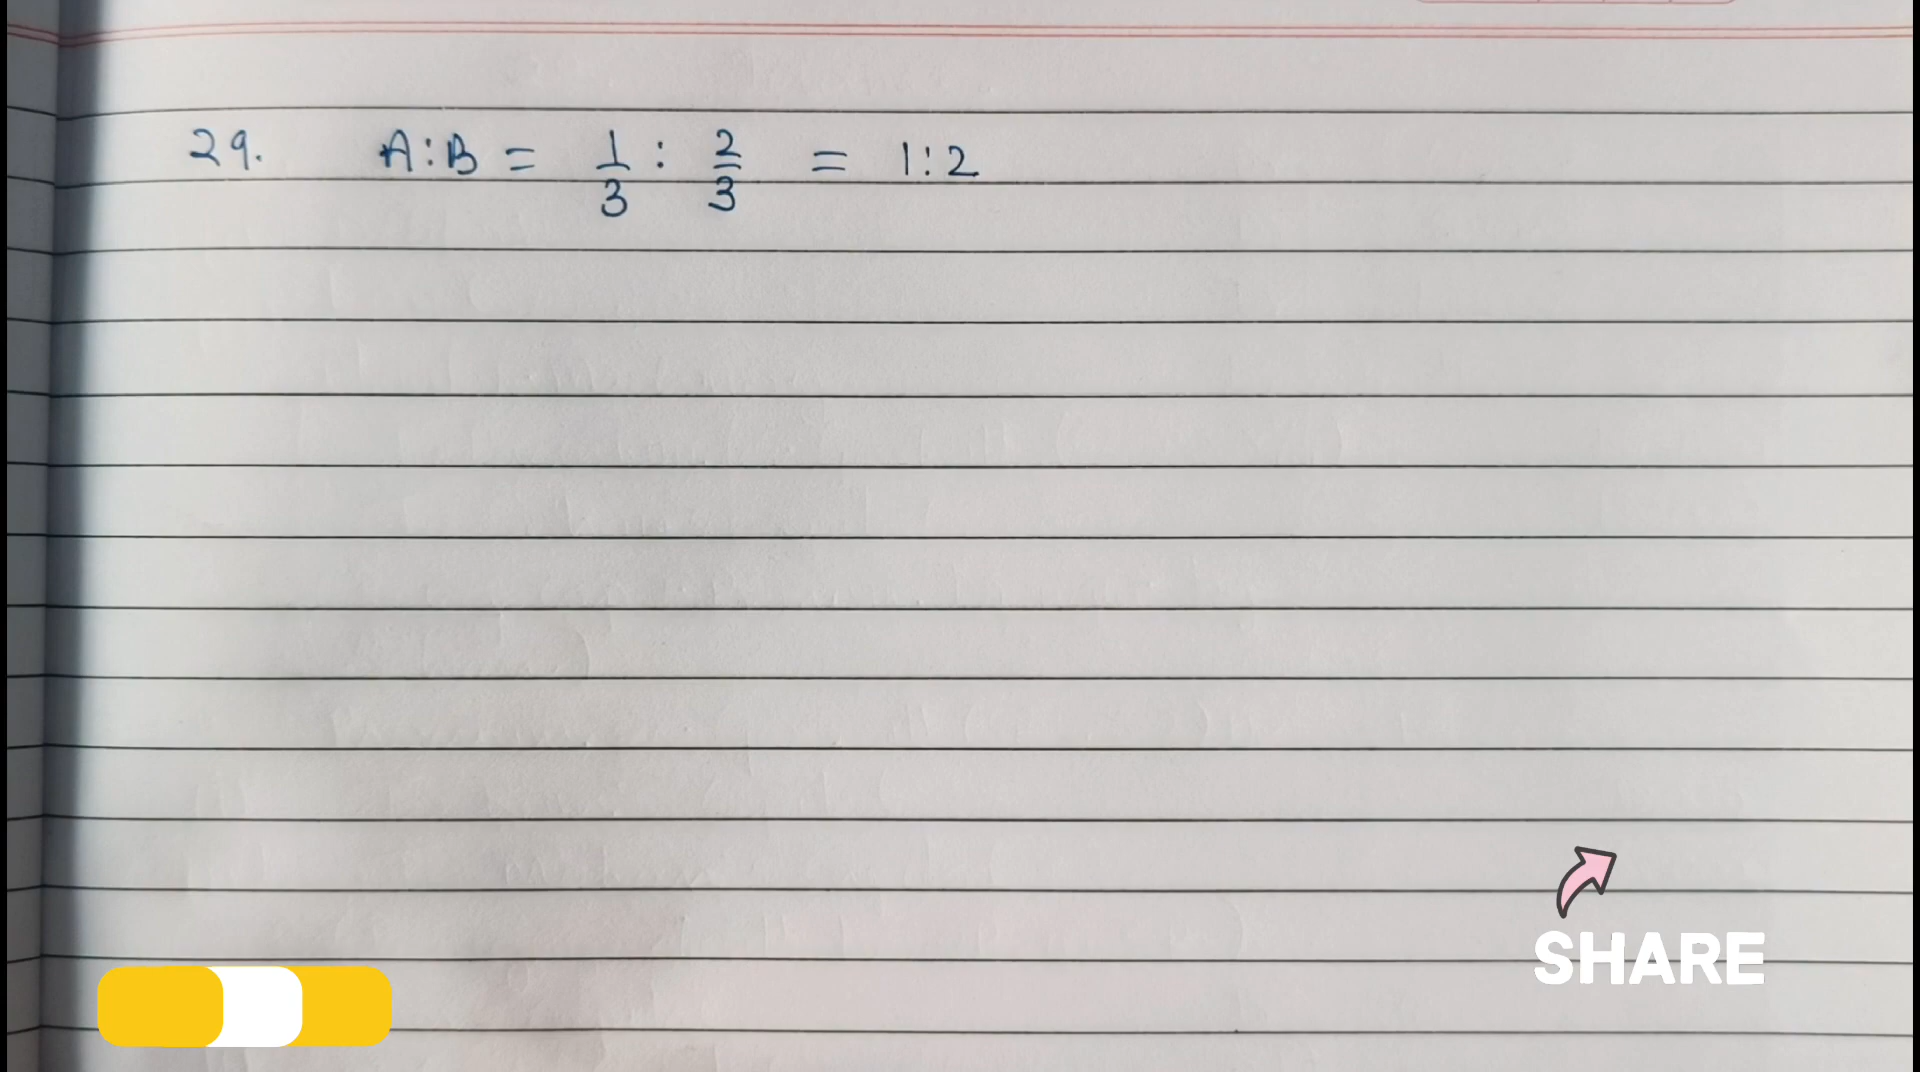 29. A:B = 1/3 : 2/3 = 1:2
SHARE